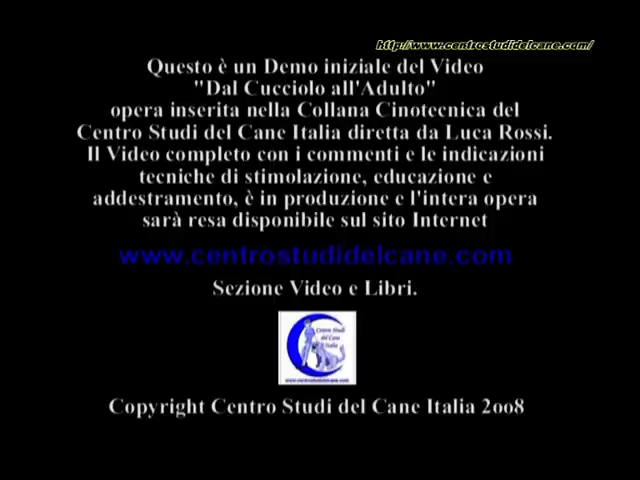 http://www.centrostudidelcane.com/
Questo è un Demo iniziale del Video
"Dal Cucciolo all'Adulto"
opera inserita nella Collana Cinotecnica del
Centro Studi del Cane Italia diretta da Luca Rossi.
Il Video completo con i commenti e le indicazioni
tecniche di stimolazione, educazione e
addestramento, è in produzione e l'intera opera
sarà resa disponibile sul sito Internet
www.centrostudidelcane.com
Sezione Video e Libri.
Centro Studi
del Cane
Italia
www.centrostudidelcane.com
Copyright Centro Studi del Cane Italia 2008